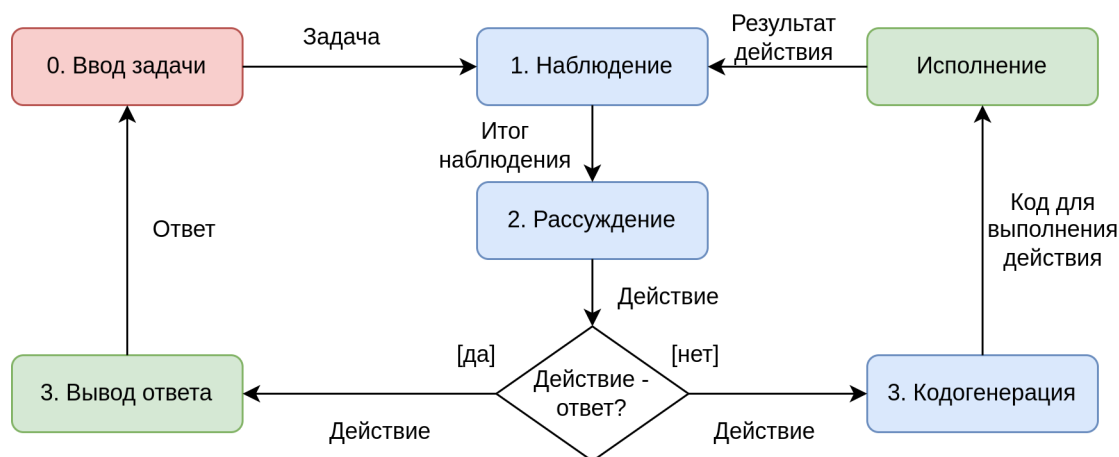 0. Ввод задачи
Задача
1. Наблюдение
Результат
действия
Исполнение
Итог
наблюдения
2. Рассуждение
Ответ
Код для
выполнения
действия
Действие
[да]
[нет]
Действие -
ответ?
3. Вывод ответа
3. Кодогенерация
Действие
Действие